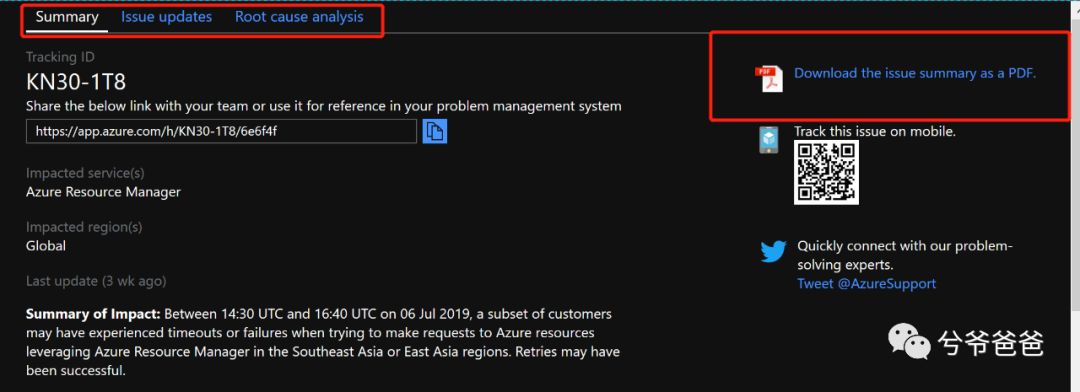 Summary Issue updates Root cause analysis
Tracking ID
KN30-1T8
Share the below link with your team or use it for reference in your problem management system
https://app.azure.com/h/KN30-1T8/6e6f4f
Impacted service(s)
Azure Resource Manager
Impacted region(s)
Global
Last update (3 wk ago)
Summary of Impact: Between 14:30 UTC and 16:40 UTC on 06 Jul 2019, a subset of customers
may have experienced timeouts or failures when trying to make requests to Azure resources
leveraging Azure Resource Manager in the Southeast Asia or East Asia regions. Retries may have
been successful.
PDF
Download the issue summary as a PDF.
Track this issue on mobile.
Quickly connect with our problem-
solving experts.
Tweet @AzureSupport
兮爷爸爸